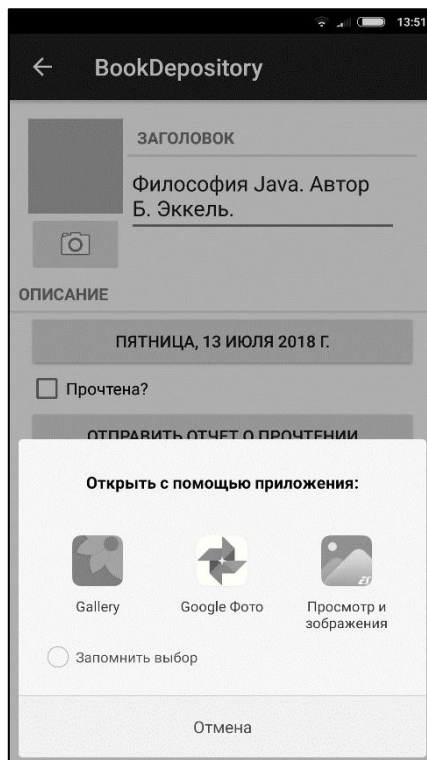 13:51
BookDepository
ЗАГОЛОВОК
Философия Java. Автор
Б. Эккель.
ОПИСАНИЕ
ПЯТНИЦА, 13 ИЮЛЯ 2018 Г.
Прочтена?
ОТПРАВИТЬ ОТЧЕТ О ПРОЧТЕНИИ
Открыть с помощью приложения:
Gallery
Google Фото
Просмотр и
зображения
Запомнить выбор
Отмена